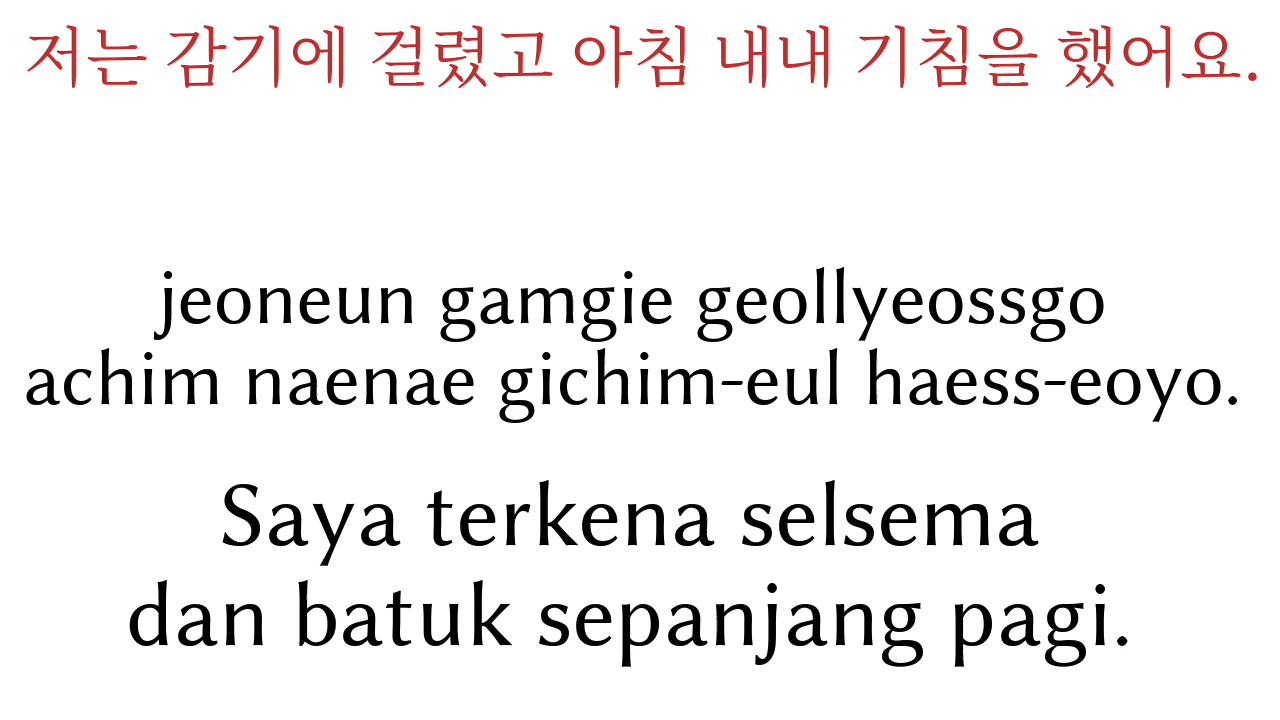 저는 감기에 걸렸고 아침 내내 기침을 했어요.
jeoneun gamgie geollyeossgo
achim naenae gichim-eul haess-eoyo.
Saya terkena selsema
dan batuk sepanjang pagi.